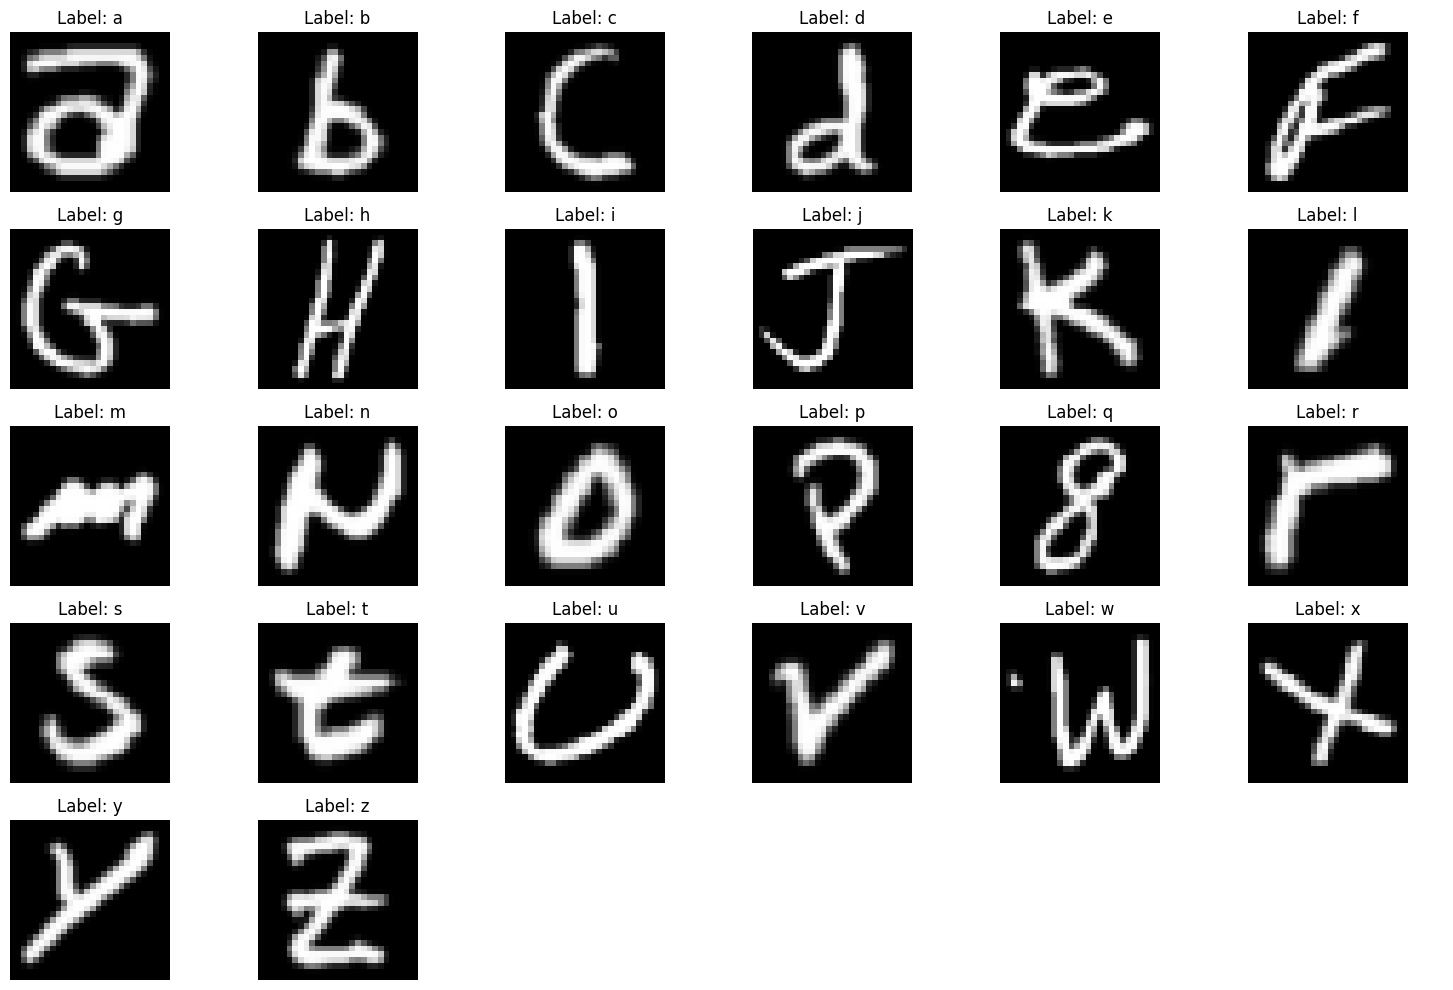 Label: a Label: b Label: c Label: d Label: e Label: f
a b C d e F
Label: g Label: h Label: i Label: j Label: k Label: l
G H I J K l
Label: m Label: n Label: o Label: p Label: q Label: r
m N O P q r
Label: s Label: t Label: u Label: v Label: w Label: x
S t U V W X
Label: y Label: z
y Z